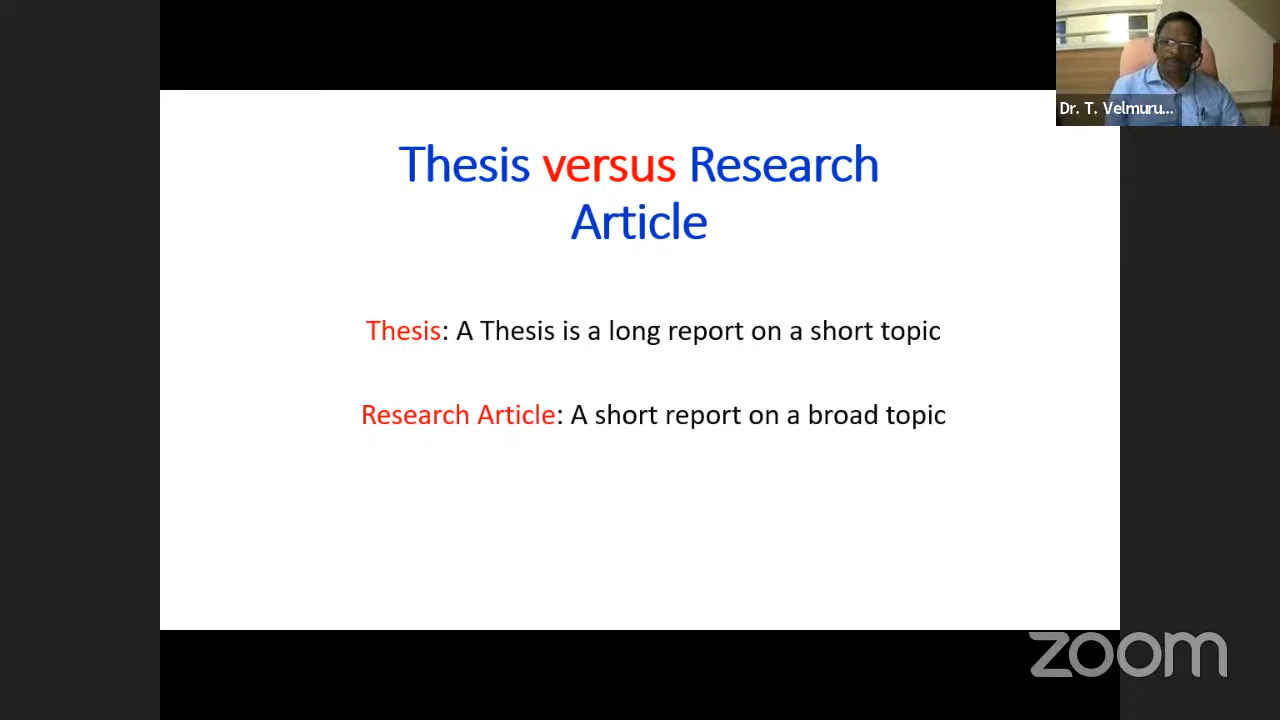 Dr. T. Velmuru...
Thesis versus Research
Article
Thesis: A Thesis is a long report on a short topic
Research Article: A short report on a broad topic
zoom